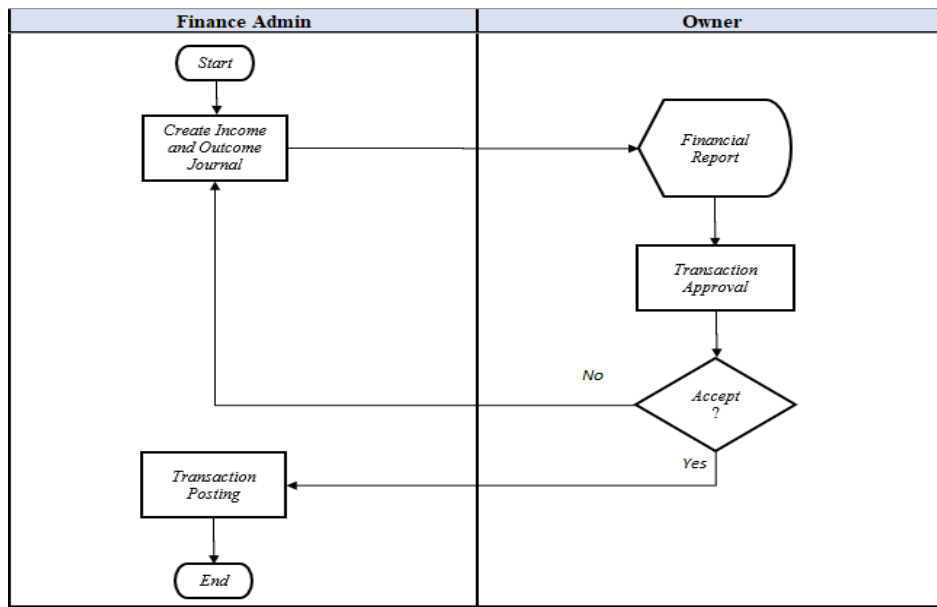 Finance Admin
Owner
Start
Create Income
and Outcome
Journal
Financial
Report
Transaction
Approval
No
Accept
?
Yes
Transaction
Posting
End